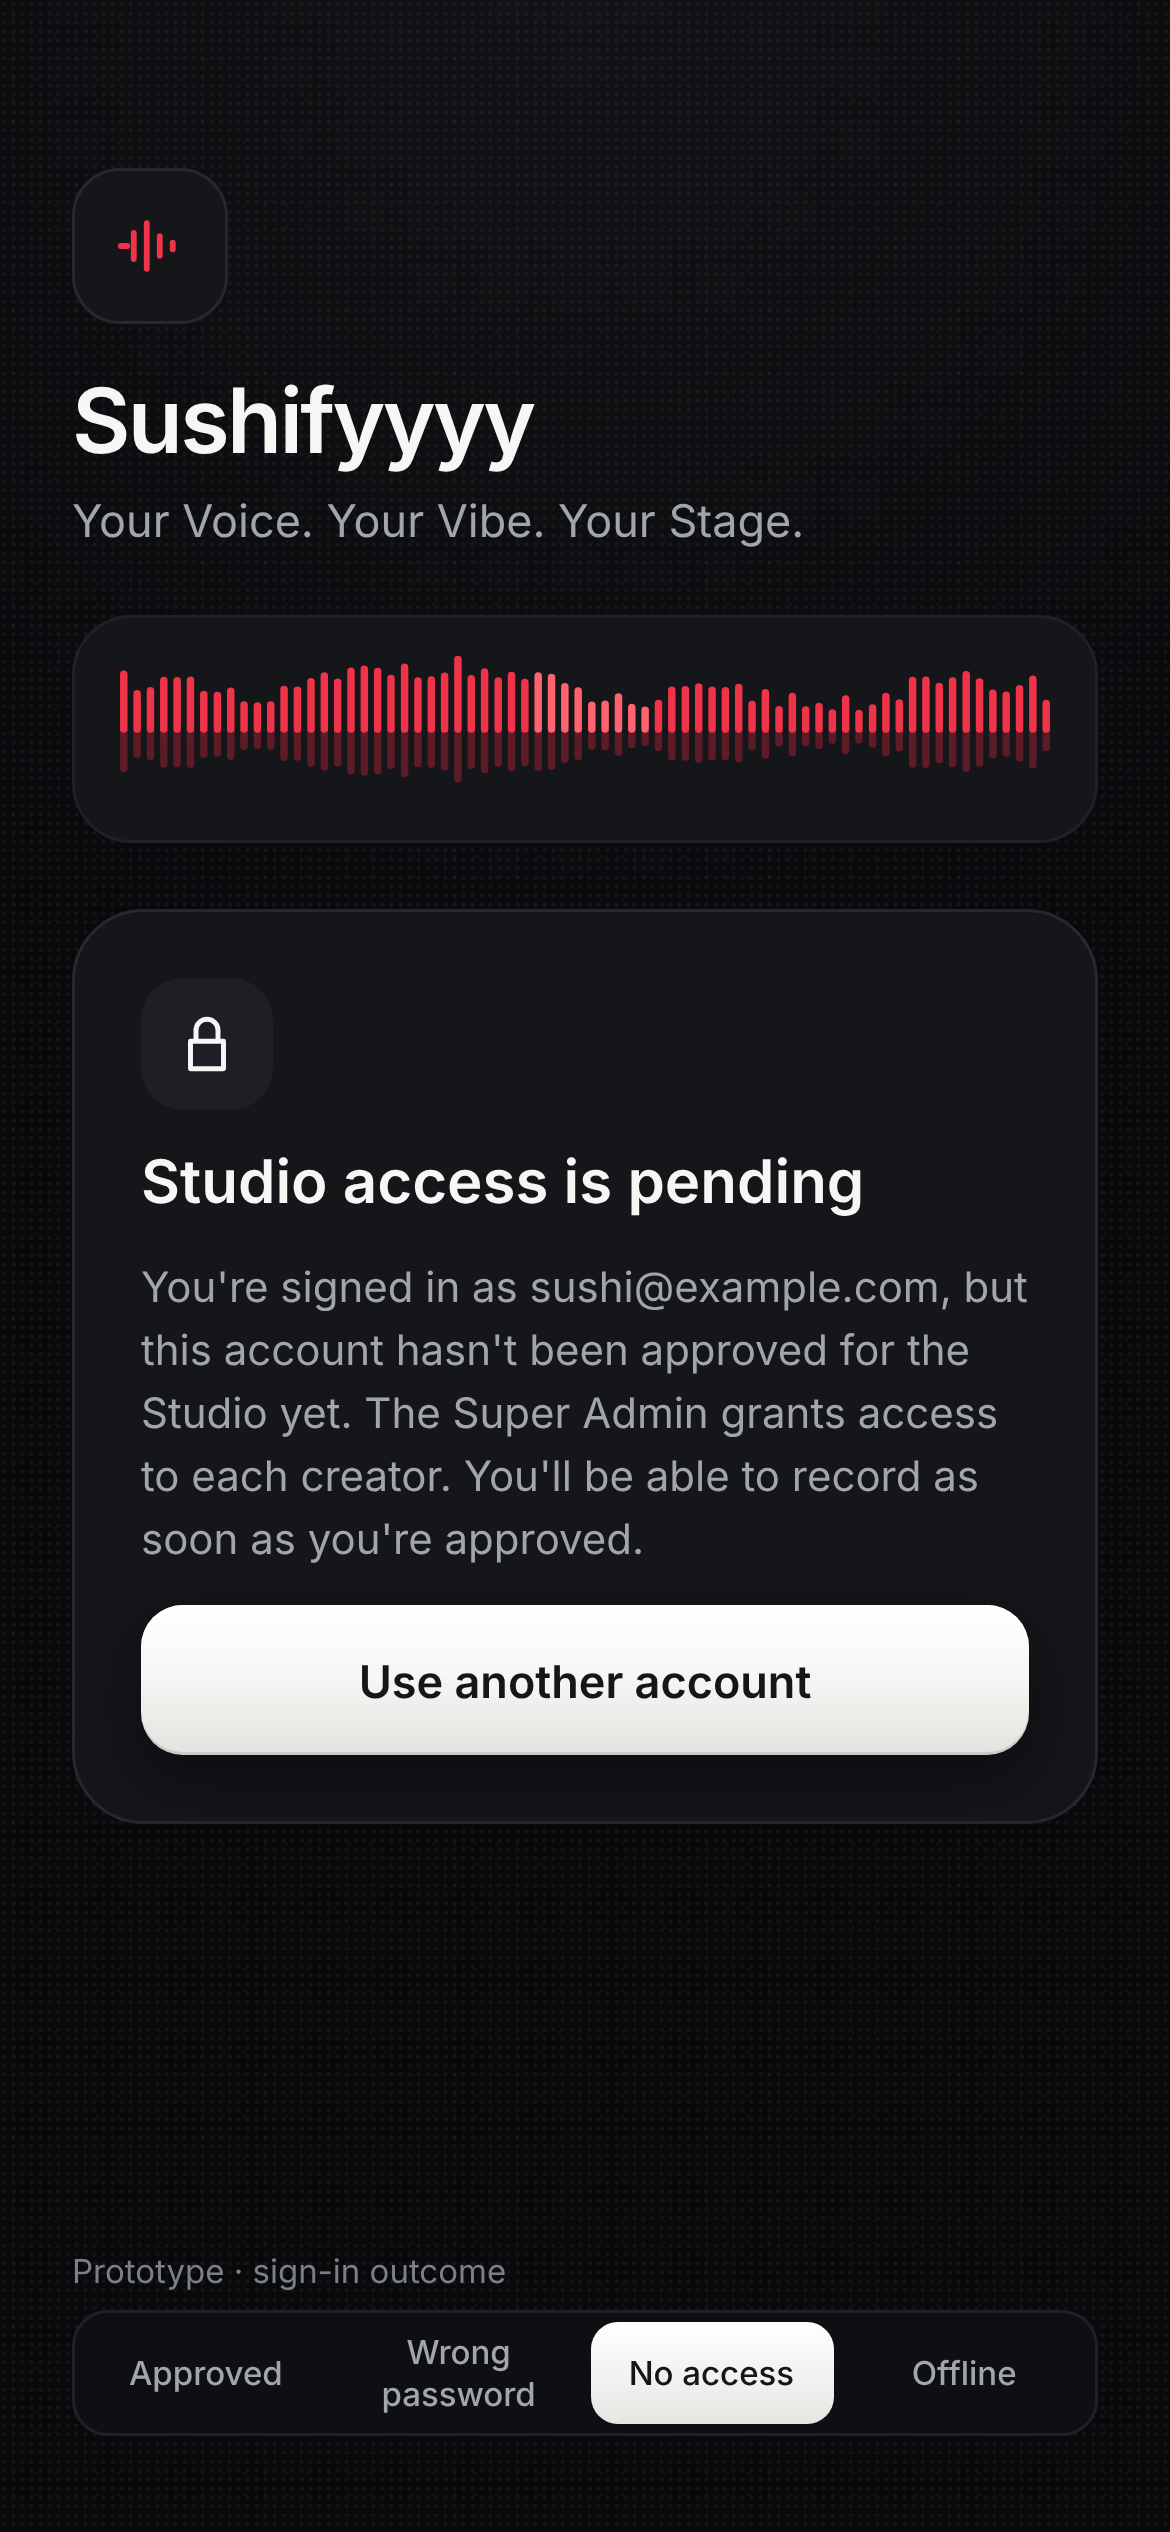 Sushifyyyy
Your Voice. Your Vibe. Your Stage.
Studio access is pending
You're signed in as sushi@example.com, but
this account hasn't been approved for the
Studio yet. The Super Admin grants access
to each creator. You'll be able to record as
soon as you're approved.
Use another account
Prototype · sign-in outcome
Approved
Wrong
password
No access
Offline